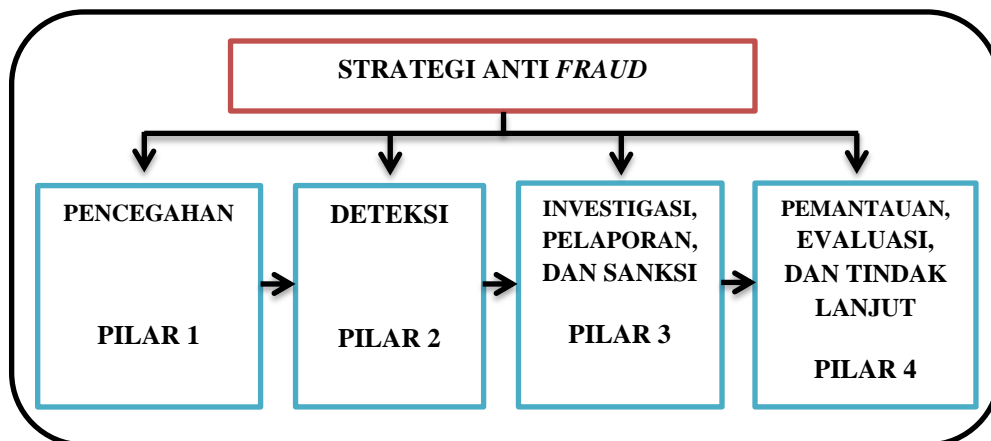 STRATEGI ANTI FRAUD
PENCEGAHAN
PILAR 1
DETEKSI
PILAR 2
INVESTIGASI,
PELAPORAN,
DAN SANKSI
PILAR 3
PEMANTAUAN,
EVALUASI,
DAN TINDAK
LANJUT
PILAR 4